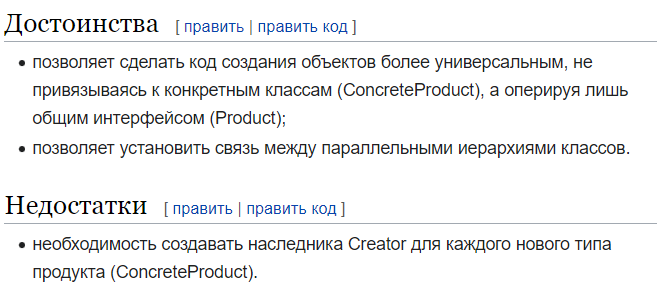 Достоинства [ править | править код ]
позволяет сделать код создания объектов более универсальным, не
привязываясь к конкретным классам (ConcreteProduct), а оперируя лишь
общим интерфейсом (Product);
позволяет установить связь между параллельными иерархиями классов.
Недостатки [ править | править код ]
необходимость создавать наследника Creator для каждого нового типа
продукта (ConcreteProduct).